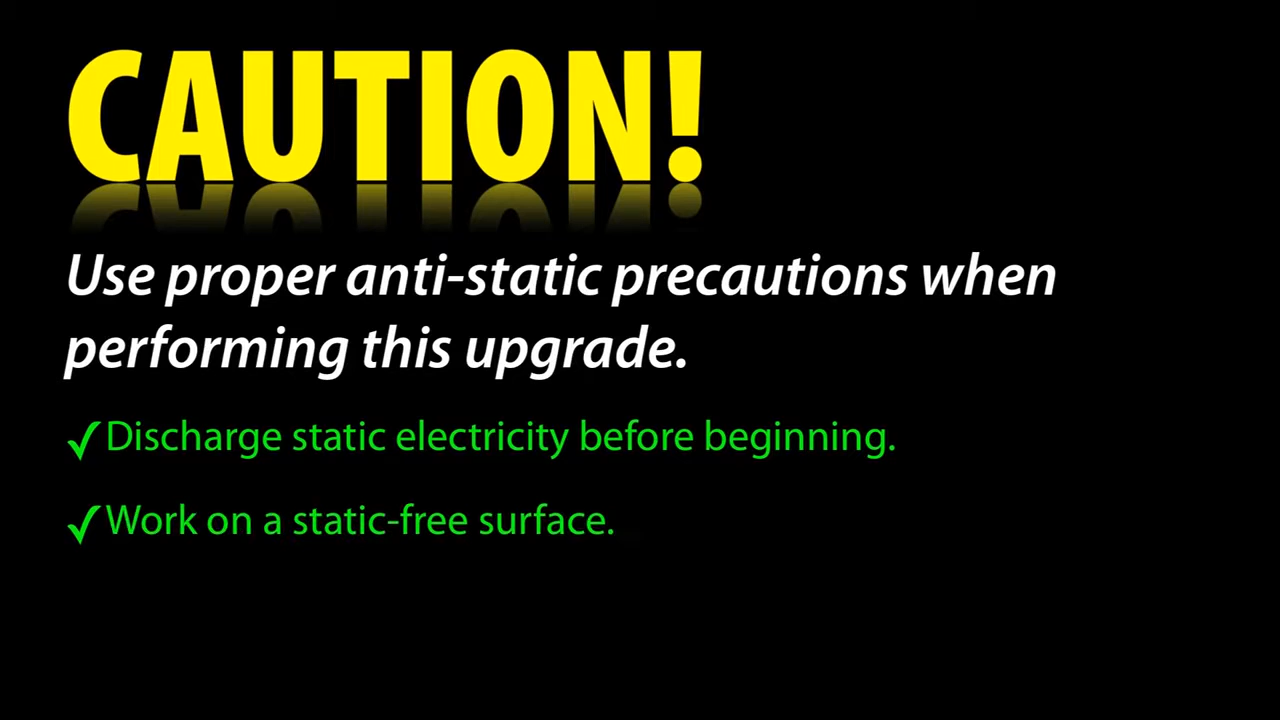 CAUTION!
Use proper anti-static precautions when
performing this upgrade.
✓Discharge static electricity before beginning.
✓Work on a static-free surface.